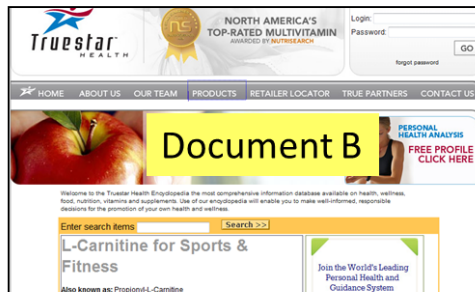 Truestar
HEALTH
ns
NORTH AMERICA'S
TOP-RATED MULTIVITAMIN
AWARDED BY NUTRISEARCH
Login:
Password:
GO
forgot password
HOME ABOUT US OUR TEAM PRODUCTS RETAILER LOCATOR TRUE PARTNERS CONTACT US
Document B
PERSONAL
HEALTH ANALYSIS
FREE PROFILE
CLICK HERE
Welcome to the Truestar Health Encyclopedia the most comprehensive information database available on health, wellness,
food, nutrition, vitamins and supplements. Use of our encyclopedia will enable you to make well-informed, responsible
decisions for the promotion of your own health and wellness.
Enter search items
Search >>
L-Carnitine for Sports &
Fitness
Also known as: Propionyl-L-Carnitine
Join the World's Leading
Personal Health and
Guidance System